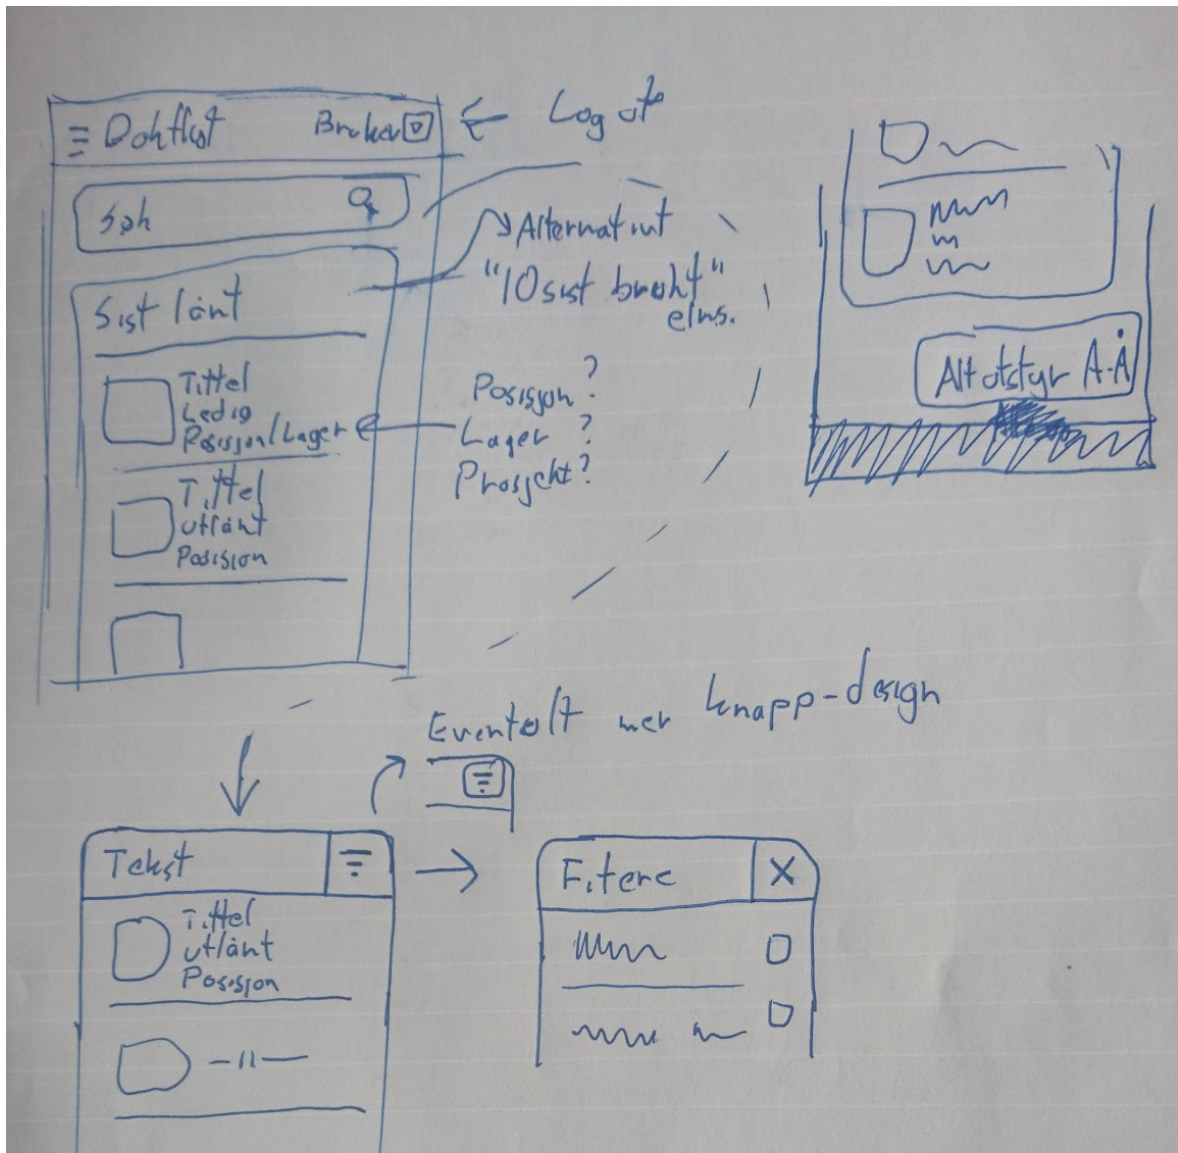 Bruker
Log ut
Søk
Sist lånt
Alternativt
"10 sist brukt"
Tittel
Ledig
Posisjon/Lager
Posisjon?
Lager?
Prosjekt?
Tittel
Utlånt
Posisjon
Alt utstyr A-Å
Eventuelt mer knapp-design
Tekst
Tittel
Utlånt
Posisjon
Filtere
X